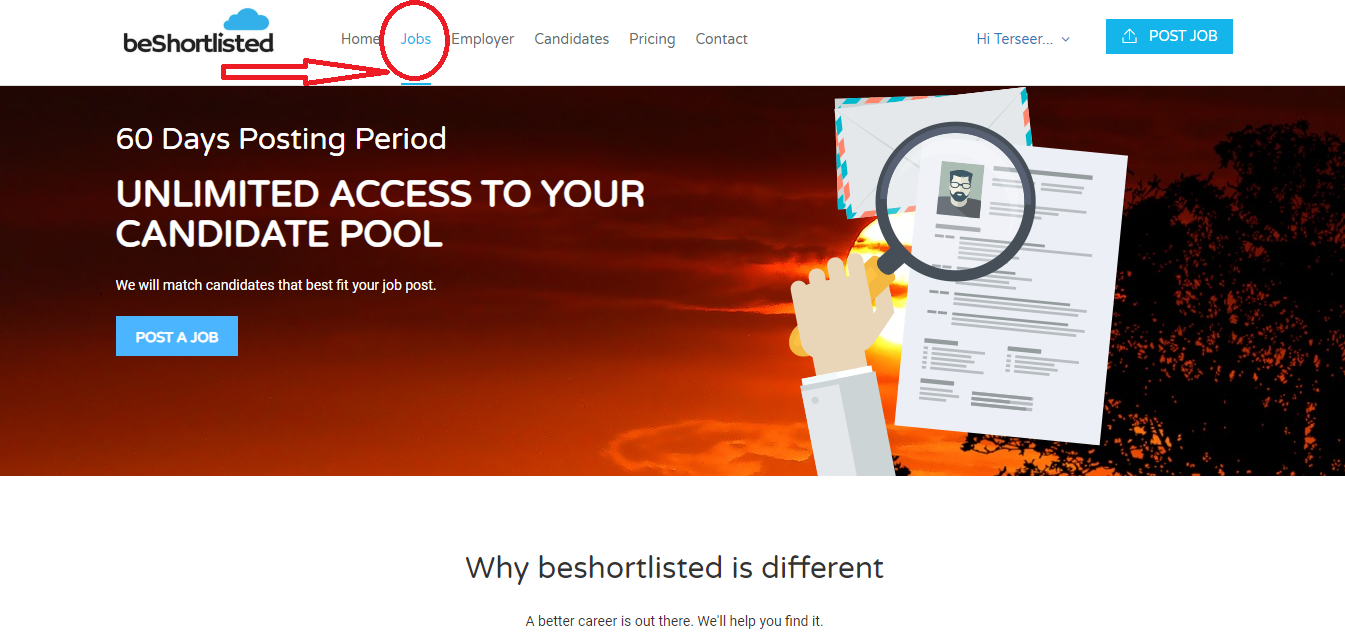 beShortlisted
Home Jobs Employer Candidates Pricing Contact Hi Terseer... POST JOB
60 Days Posting Period
UNLIMITED ACCESS TO YOUR
CANDIDATE POOL
We will match candidates that best fit your job post.
POST A JOB
Why beshortlisted is different
A better career is out there. We'll help you find it.